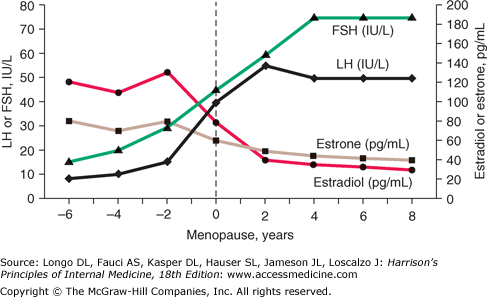 LH or FSH, IU/L
80
70
60
50
40
30
20
10
0
FSH (IU/L)
LH (IU/L)
Estrone (pg/mL)
Estradiol (pg/mL)
200
180
160
140
120
100
80
60
40
20
0
Estradiol or estrone, pg/mL
–6 –4 –2 0 2 4 6 8
Menopause, years
Source: Longo DL, Fauci AS, Kasper DL, Hauser SL, Jameson JL, Loscalzo J: Harrison's
Principles of Internal Medicine, 18th Edition: www.accessmedicine.com
Copyright © The McGraw-Hill Companies, Inc. All rights reserved.